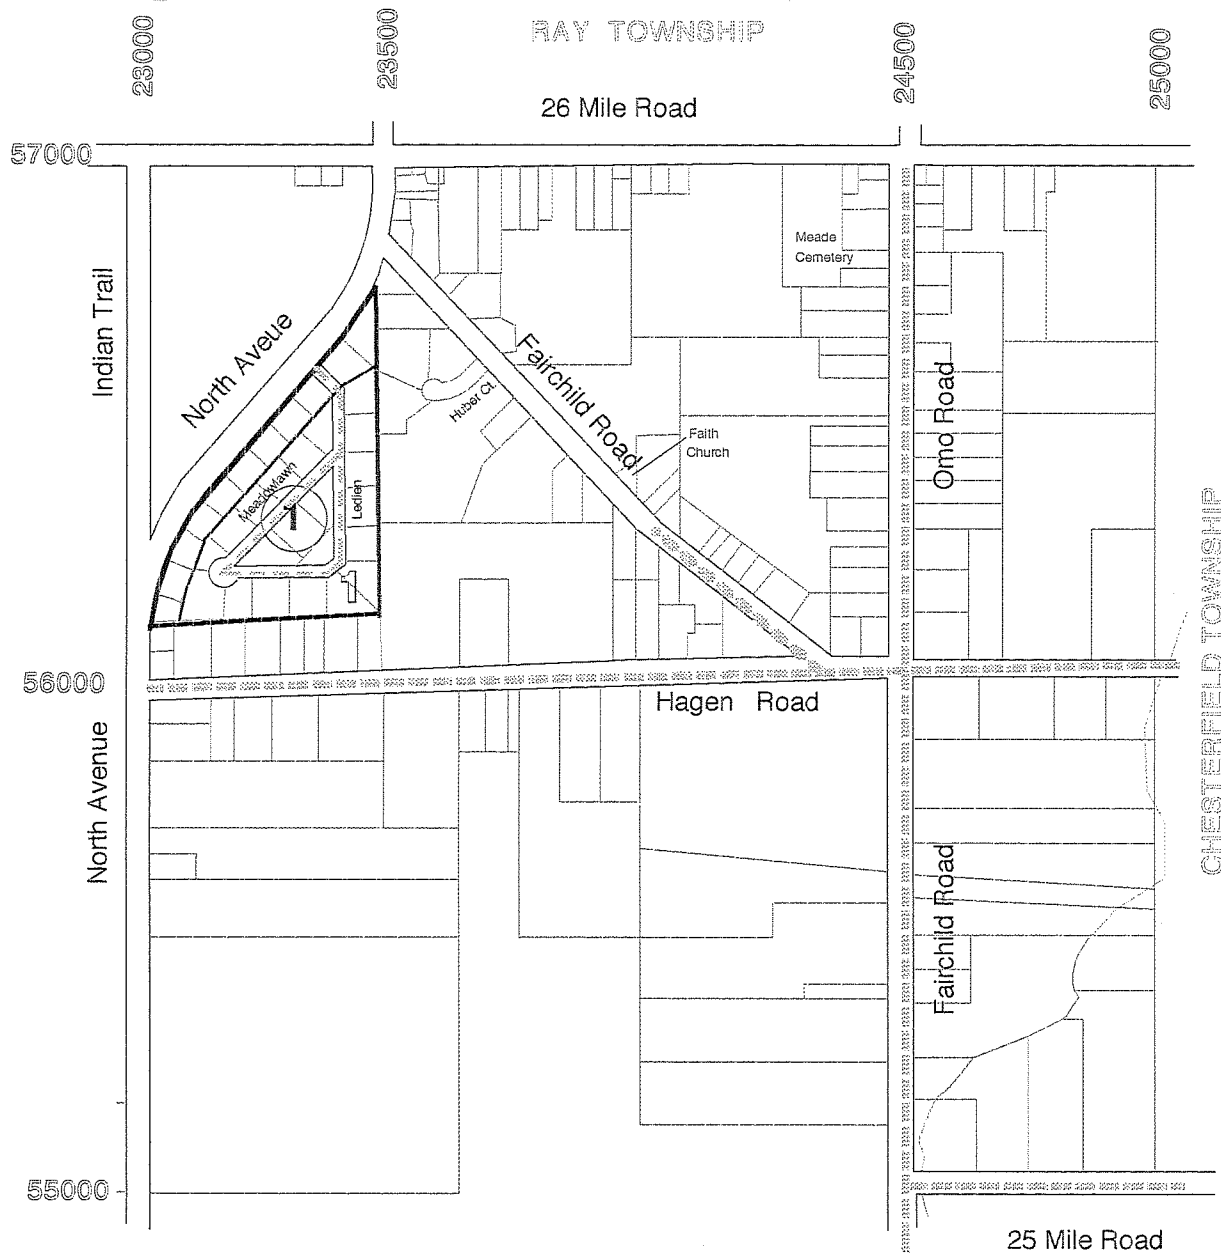 RAY TOWNSHIP
23000
23500
24500
25000
26 Mile Road
57000
Meade
Cemetery
Indian Trail
North Aveue
Fairchild Road
Huber Ct.
Omo Road
Faith
Church
Meadowlawn
Ledien
1
1
CHESTERFIELD TOWNSHIP
56000
Hagen Road
North Avenue
Fairchild Road
55000
25 Mile Road